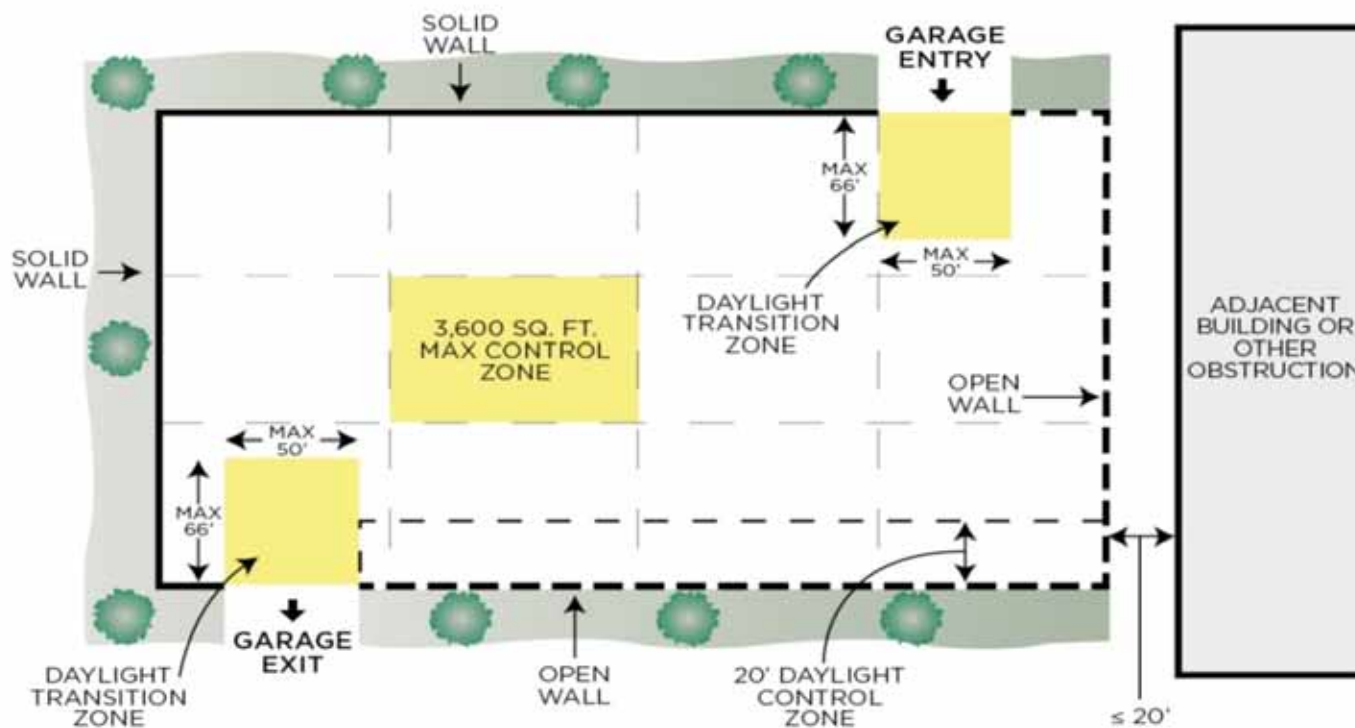 SOLID
WALL
GARAGE
ENTRY
MAX
66'
MAX
50'
SOLID
WALL
DAYLIGHT
TRANSITION
ZONE
3,600 SQ. FT.
MAX CONTROL
ZONE
ADJACENT
BUILDING OR
OTHER
OBSTRUCTION
OPEN
WALL
MAX
50'
MAX
66'
GARAGE
EXIT
DAYLIGHT
TRANSITION
ZONE
OPEN
WALL
20' DAYLIGHT
CONTROL
ZONE
≤ 20'